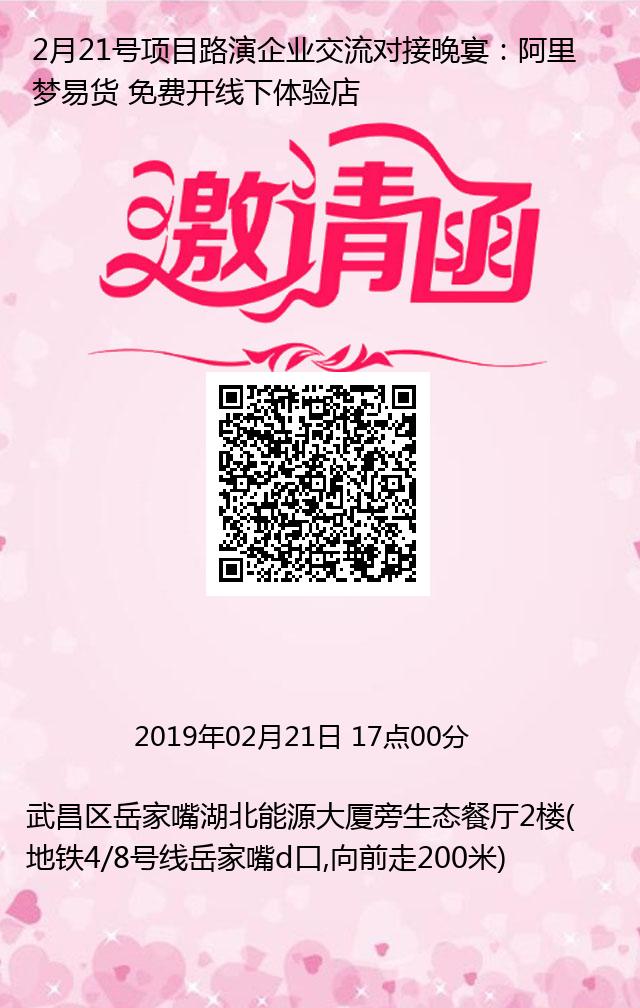 2月21号项目路演企业交流对接晚宴：阿里
梦易货 免费开线下体验店
邀请函
2019年02月21日 17点00分
武昌区岳家嘴湖北能源大厦旁生态餐厅2楼(
地铁4/8号线岳家嘴d口,向前走200米)